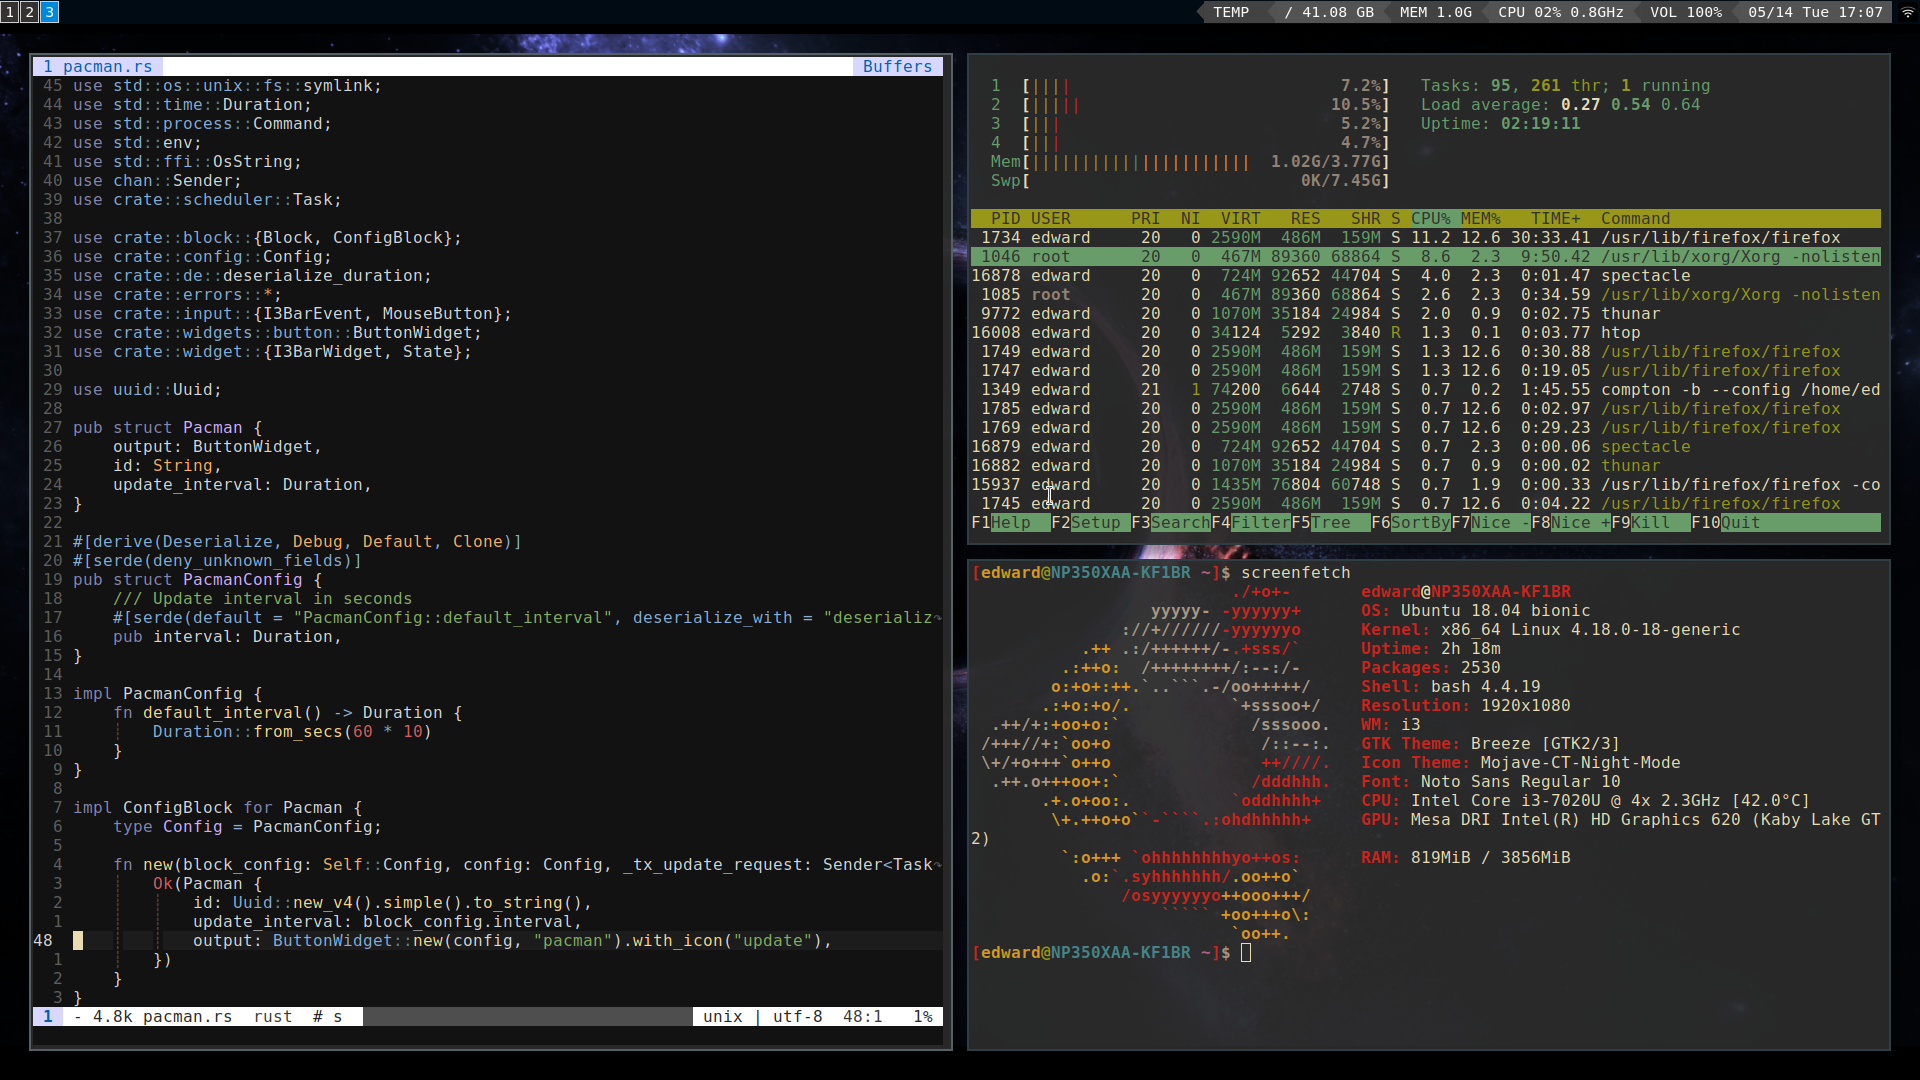 1 2 3 TEMP / 41.08 GB MEM 1.0G CPU 02% 0.8GHz VOL 100% 05/14 Tue 17:07
1 pacman.rs Buffers
45 use std::os::unix::fs::symlink;
44 use std::time::Duration;
43 use std::process::Command;
42 use std::env;
41 use std::ffi::OsString;
40 use chan::Sender;
39 use crate::scheduler::Task;
38
37 use crate::block::{Block, ConfigBlock};
36 use crate::config::Config;
35 use crate::de::deserialize_duration;
34 use crate::errors::*;
33 use crate::input::{I3BarEvent, MouseButton};
32 use crate::widgets::button::ButtonWidget;
31 use crate::widget::{I3BarWidget, State};
30
29 use uuid::Uuid;
28
27 pub struct Pacman {
26     output: ButtonWidget,
25     id: String,
24     update_interval: Duration,
23 }
22
21 #[derive(Deserialize, Debug, Default, Clone)]
20 #[serde(deny_unknown_fields)]
19 pub struct PacmanConfig {
18     /// Update interval in seconds
17     #[serde(default = "PacmanConfig::default_interval", deserialize_with = "deserializ
16     pub interval: Duration,
15 }
14
13 impl PacmanConfig {
12     fn default_interval() -> Duration {
11         Duration::from_secs(60 * 10)
10     }
9 }
8
7 impl ConfigBlock for Pacman {
6     type Config = PacmanConfig;
5
4     fn new(block_config: Self::Config, config: Config, _tx_update_request: Sender<Task
3         Ok(Pacman {
2             id: Uuid::new_v4().simple().to_string(),
1             update_interval: block_config.interval,
48             output: ButtonWidget::new(config, "pacman").with_icon("update"),
1         })
2     }
3 }
1 - 4.8k pacman.rs rust # s unix | utf-8 48:1 1%
1 [|||| 7.2%] Tasks: 95, 261 thr; 1 running
2 [||||| 10.5%] Load average: 0.27 0.54 0.64
3 [||| 5.2%] Uptime: 02:19:11
4 [||| 4.7%]
Mem[|||||||||||||||||||||| 1.02G/3.77G]
Swp[ 0K/7.45G]
PID USER PRI NI VIRT RES SHR S CPU% MEM% TIME+ Command
1734 edward 20 0 2590M 486M 159M S 11.2 12.6 30:33.41 /usr/lib/firefox/firefox
1046 root 20 0 467M 89360 68864 S 8.6 2.3 9:50.42 /usr/lib/xorg/Xorg -nolisten
16878 edward 20 0 724M 92652 44704 S 4.0 2.3 0:01.47 spectacle
1085 root 20 0 467M 89360 68864 S 2.6 2.3 0:34.59 /usr/lib/xorg/Xorg -nolisten
9772 edward 20 0 1070M 35184 24984 S 2.0 0.9 0:02.75 thunar
16008 edward 20 0 34124 5292 3840 R 1.3 0.1 0:03.77 htop
1749 edward 20 0 2590M 486M 159M S 1.3 12.6 0:30.88 /usr/lib/firefox/firefox
1747 edward 20 0 2590M 486M 159M S 1.3 12.6 0:19.05 /usr/lib/firefox/firefox
1349 edward 21 1 74200 6644 2748 S 0.7 0.2 1:45.55 compton -b --config /home/ed
1785 edward 20 0 2590M 486M 159M S 0.7 12.6 0:02.97 /usr/lib/firefox/firefox
1769 edward 20 0 2590M 486M 159M S 0.7 12.6 0:29.23 /usr/lib/firefox/firefox
16879 edward 20 0 724M 92652 44704 S 0.7 2.3 0:00.06 spectacle
16882 edward 20 0 1070M 35184 24984 S 0.7 0.9 0:00.02 thunar
15937 edward 20 0 1435M 76804 60748 S 0.7 1.9 0:00.33 /usr/lib/firefox/firefox -co
1745 edward 20 0 2590M 486M 159M S 0.7 12.6 0:04.22 /usr/lib/firefox/firefox
F1Help F2Setup F3SearchF4FilterF5Tree F6SortByF7Nice -F8Nice +F9Kill F10Quit
[edward@NP350XAA-KF1BR ~]$ screenfetch
./+o+- edward@NP350XAA-KF1BR
yyyyy- -yyyyyy+ OS: Ubuntu 18.04 bionic
://+//////-yyyyyyo Kernel: x86_64 Linux 4.18.0-18-generic
.++ .:/++++++/-.+sss/` Uptime: 2h 18m
.:++o: /++++++++/:--:/- Packages: 2530
o:+o+:++.`..```.-/oo+++++/ Shell: bash 4.4.19
.:+o:+o/. `+sssoo+/ Resolution: 1920x1080
.++/+:+oo+o:` /sssooo. WM: i3
/+++//+:`oo+o /::--:. GTK Theme: Breeze [GTK2/3]
\+/+o+++`o++o ++////. Icon Theme: Mojave-CT-Night-Mode
.++.o+++oo+:` /dddhhh. Font: Noto Sans Regular 10
.+.o+oo:. `oddhhhh+ CPU: Intel Core i3-7020U @ 4x 2.3GHz [42.0°C]
\+.++o+o``-````.:ohdhhhhh+ GPU: Mesa DRI Intel(R) HD Graphics 620 (Kaby Lake GT
2)
`:o+++ `ohhhhhhhhyo++os: RAM: 819MiB / 3856MiB
.o:`.syhhhhhhh/.oo++o`
/osyyyyyyo++ooo+++/
````` +oo+++o\:
`oo++.
[edward@NP350XAA-KF1BR ~]$